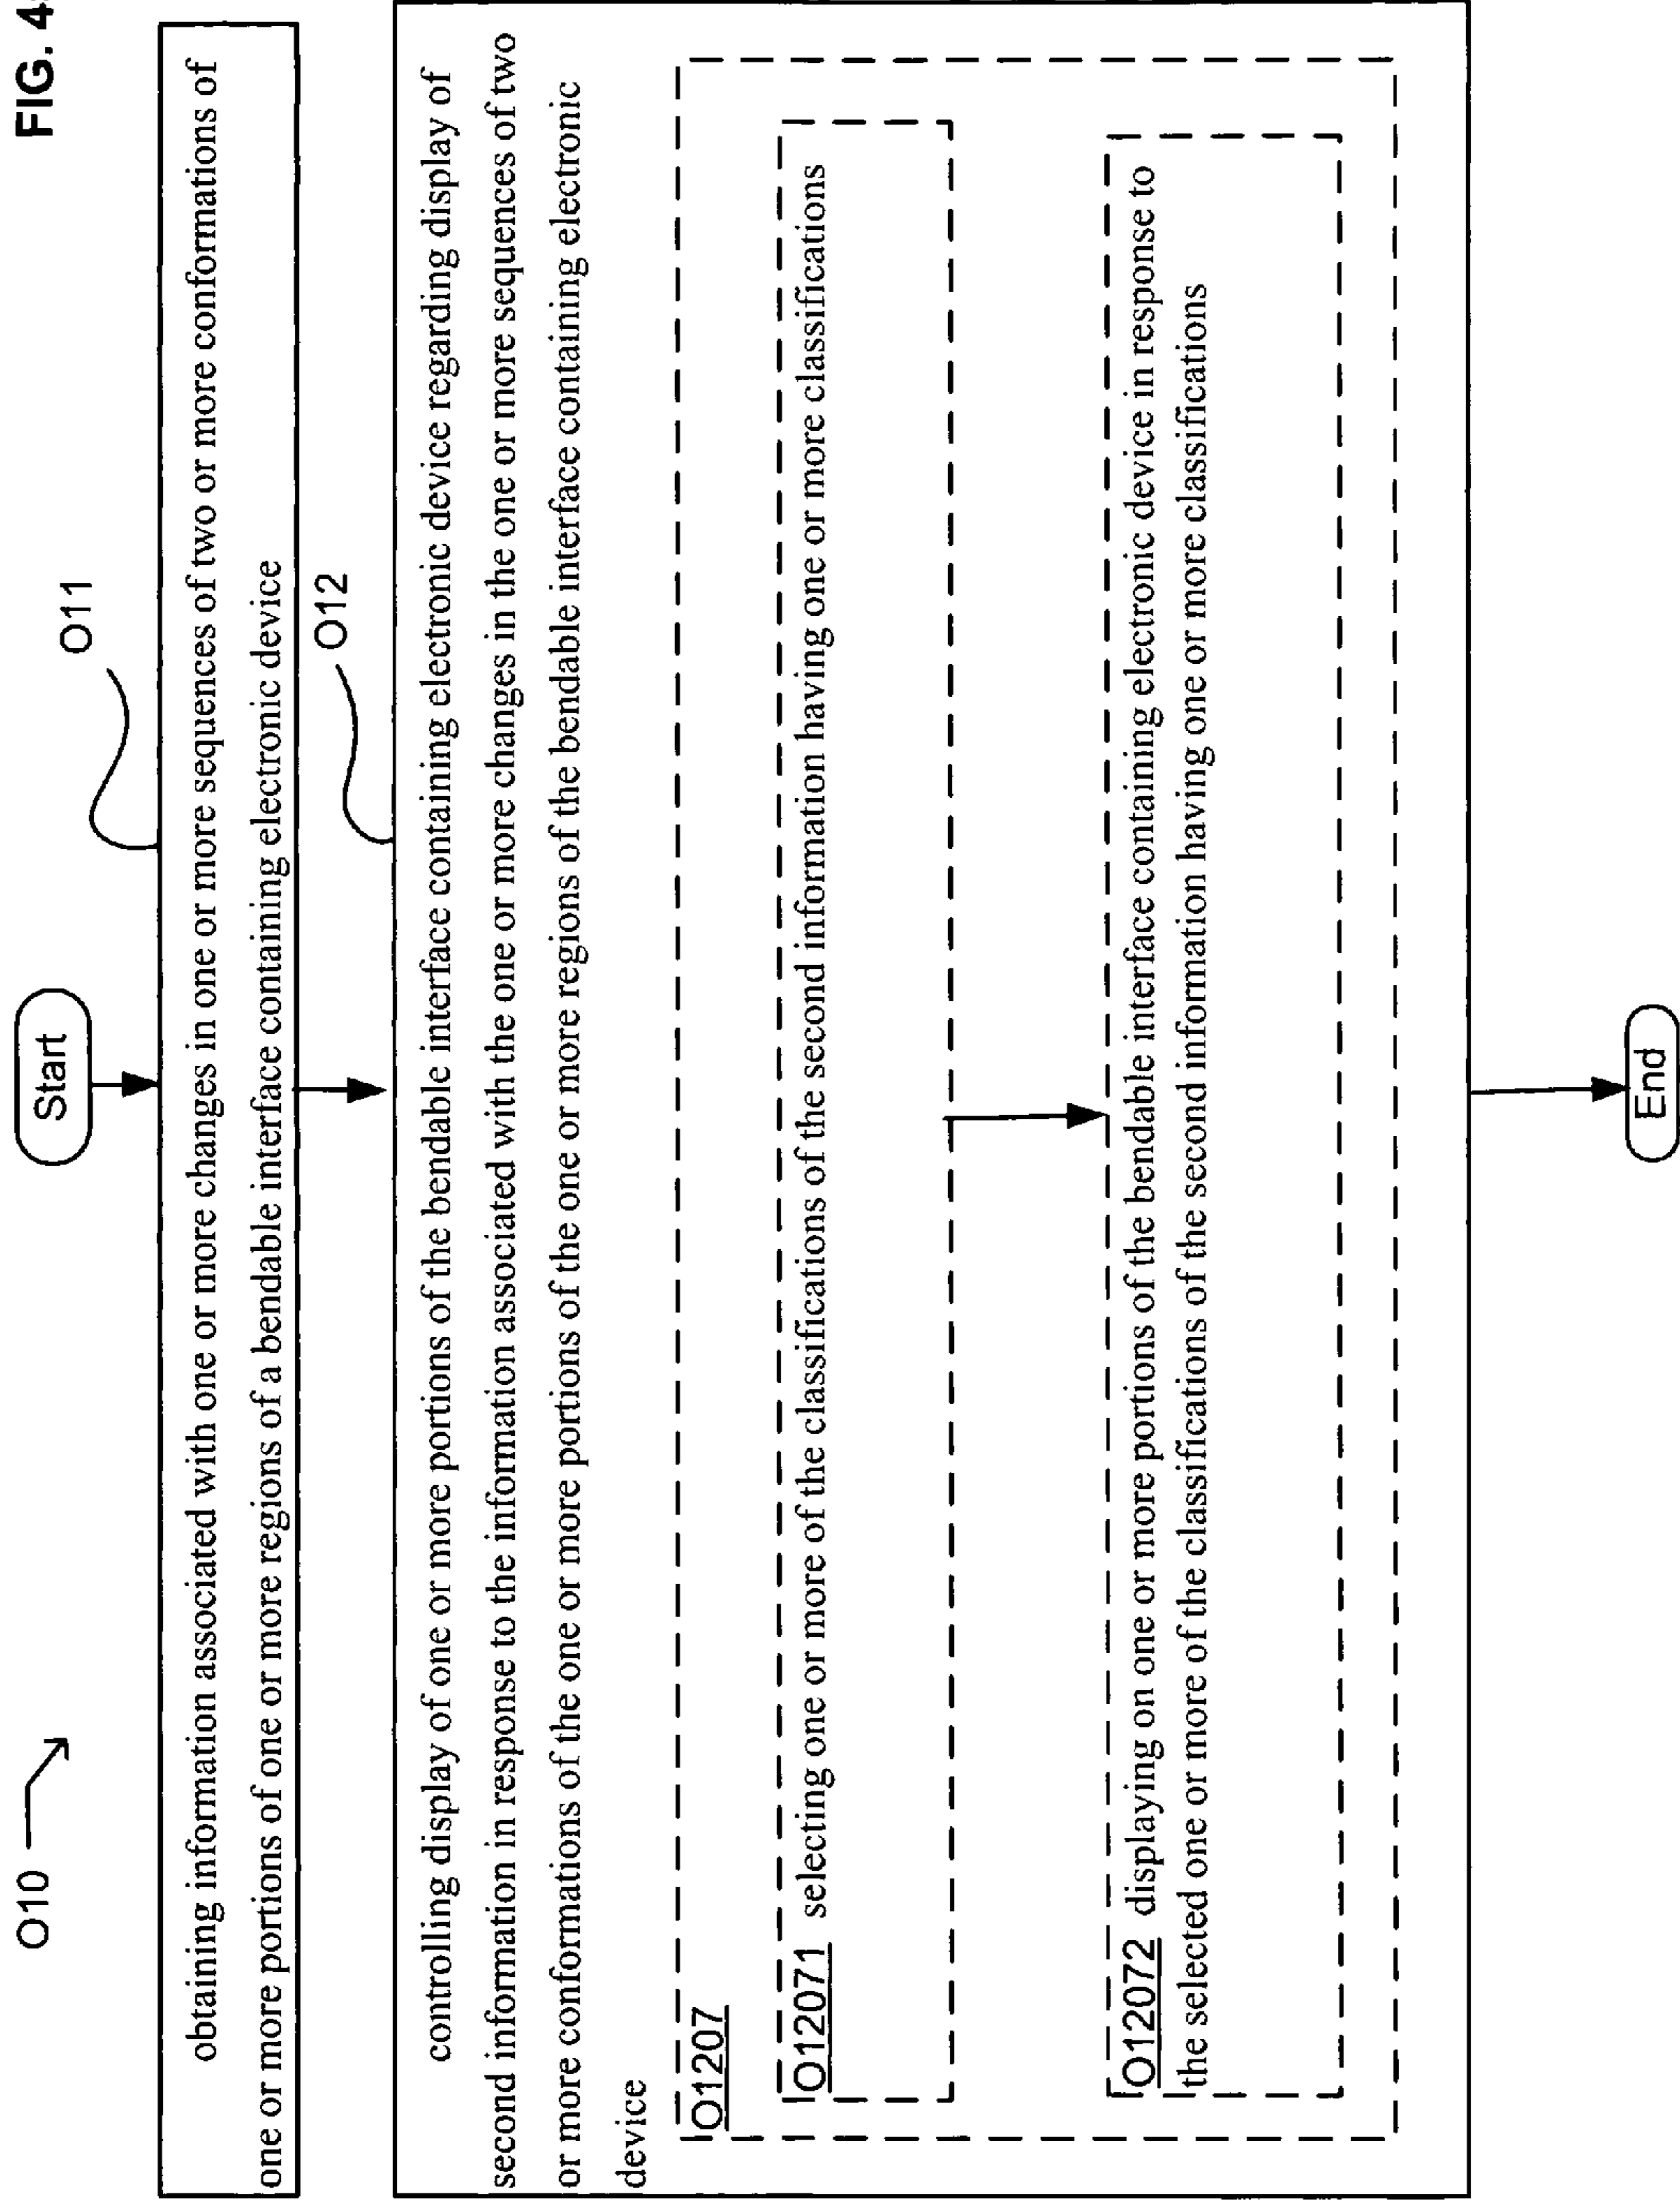 FIG. 4
O10
Start
O11
obtaining information associated with one or more changes in one or more sequences of two or more conformations of
one or more portions of one or more regions of a bendable interface containing electronic device
O12
controlling display of one or more portions of the bendable interface containing electronic device regarding display of
second information in response to the information associated with the one or more changes in the one or more sequences of two
or more conformations of the one or more portions of the one or more regions of the bendable interface containing electronic
device
O1207
O12071 selecting one or more of the classifications of the second information having one or more classifications
O12072 displaying on one or more portions of the bendable interface containing electronic device in response to
the selected one or more of the classifications of the second information having one or more classifications
End